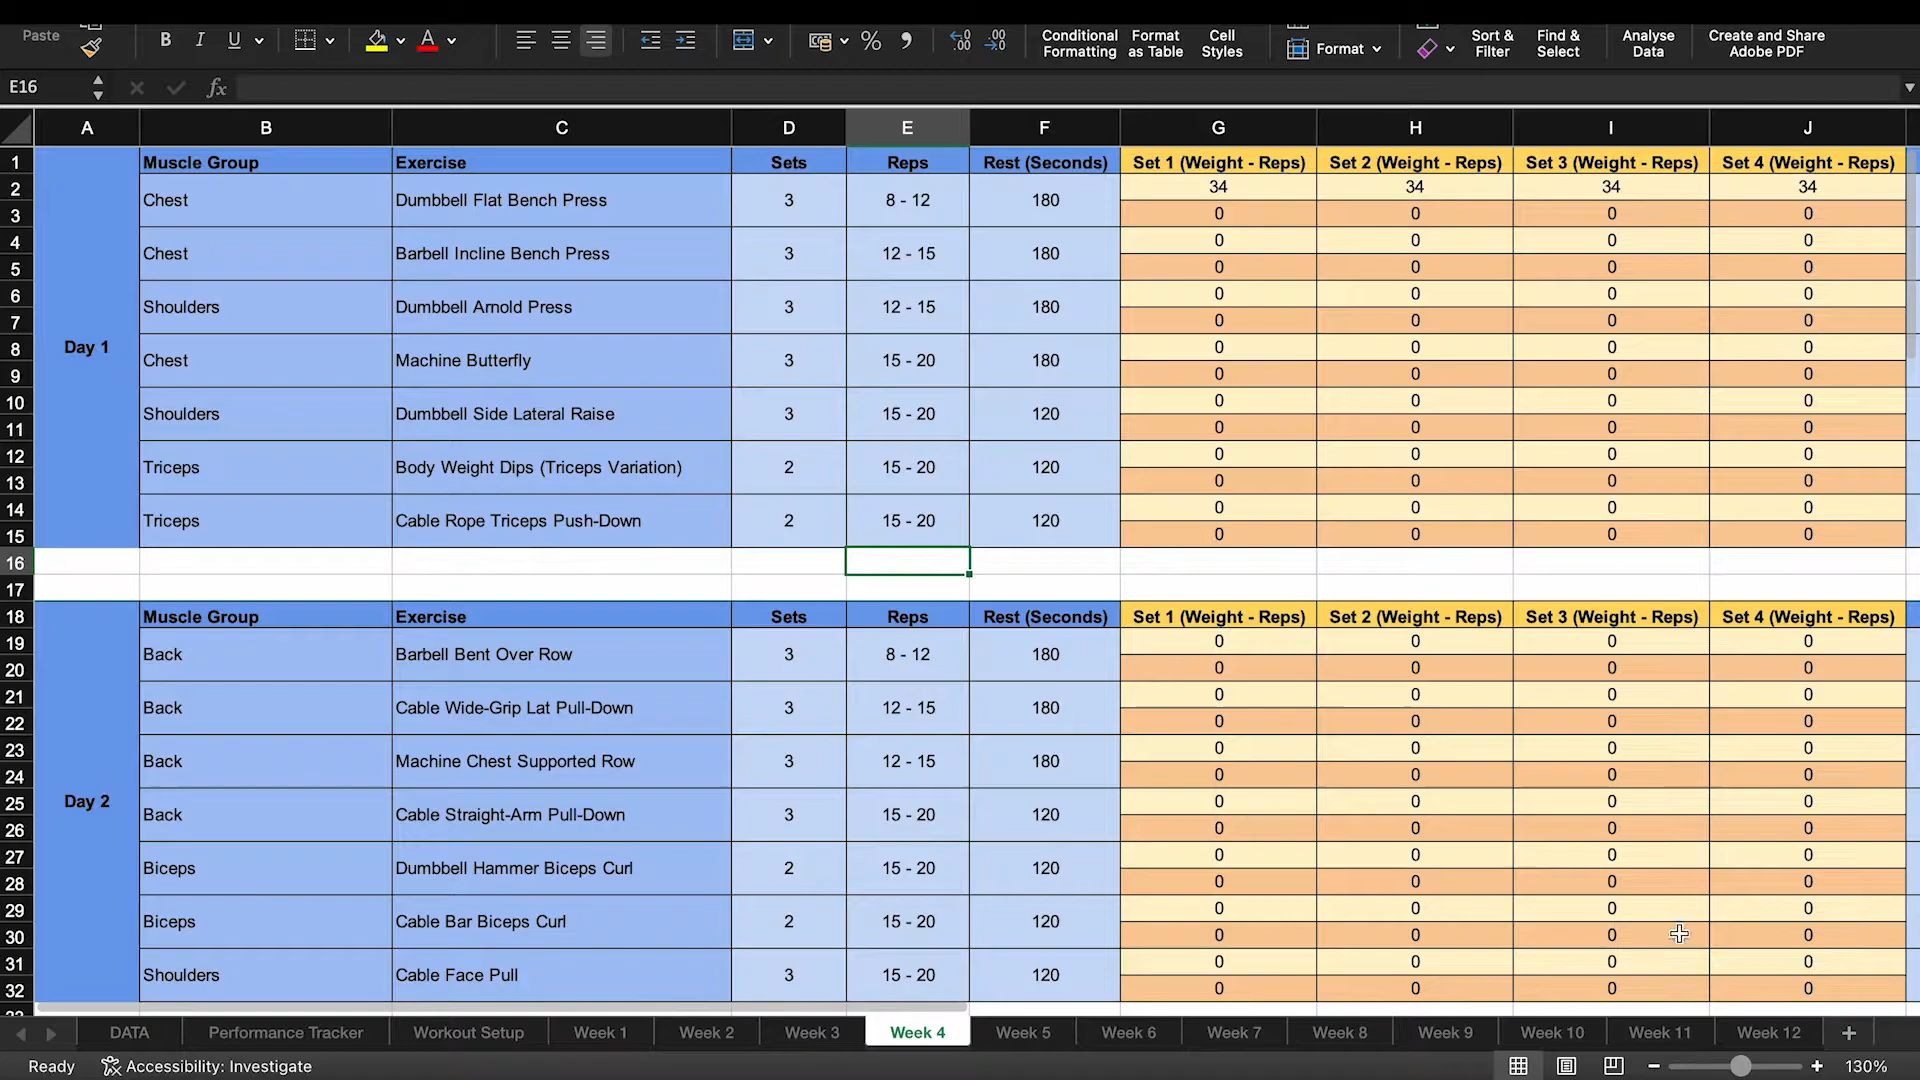 Paste B I U A % Conditional Formatting Format as Table Cell Styles Format Sort & Filter Find & Select Analyse Data Create and Share Adobe PDF
E16 fx
A B C D E F G H I J
1 Muscle Group Exercise Sets Reps Rest (Seconds) Set 1 (Weight - Reps) Set 2 (Weight - Reps) Set 3 (Weight - Reps) Set 4 (Weight - Reps)
2 Chest Dumbbell Flat Bench Press 3 8 - 12 180 34 34 34 34
3 0 0 0 0
4 Chest Barbell Incline Bench Press 3 12 - 15 180 0 0 0 0
5 0 0 0 0
6 Shoulders Dumbbell Arnold Press 3 12 - 15 180 0 0 0 0
7 0 0 0 0
Day 1
8 Chest Machine Butterfly 3 15 - 20 180 0 0 0 0
9 0 0 0 0
10 Shoulders Dumbbell Side Lateral Raise 3 15 - 20 120 0 0 0 0
11 0 0 0 0
12 Triceps Body Weight Dips (Triceps Variation) 2 15 - 20 120 0 0 0 0
13 0 0 0 0
14 Triceps Cable Rope Triceps Push-Down 2 15 - 20 120 0 0 0 0
15 0 0 0 0
16
17
18 Muscle Group Exercise Sets Reps Rest (Seconds) Set 1 (Weight - Reps) Set 2 (Weight - Reps) Set 3 (Weight - Reps) Set 4 (Weight - Reps)
19 Back Barbell Bent Over Row 3 8 - 12 180 0 0 0 0
20 0 0 0 0
21 Back Cable Wide-Grip Lat Pull-Down 3 12 - 15 180 0 0 0 0
22 0 0 0 0
23 Back Machine Chest Supported Row 3 12 - 15 180 0 0 0 0
24 0 0 0 0
Day 2
25 Back Cable Straight-Arm Pull-Down 3 15 - 20 120 0 0 0 0
26 0 0 0 0
27 Biceps Dumbbell Hammer Biceps Curl 2 15 - 20 120 0 0 0 0
28 0 0 0 0
29 Biceps Cable Bar Biceps Curl 2 15 - 20 120 0 0 0 0
30 0 0 0 0
31 Shoulders Cable Face Pull 3 15 - 20 120 0 0 0 0
32 0 0 0 0
DATA Performance Tracker Workout Setup Week 1 Week 2 Week 3 Week 4 Week 5 Week 6 Week 7 Week 8 Week 9 Week 10 Week 11 Week 12 +
Ready Accessibility: Investigate 130%